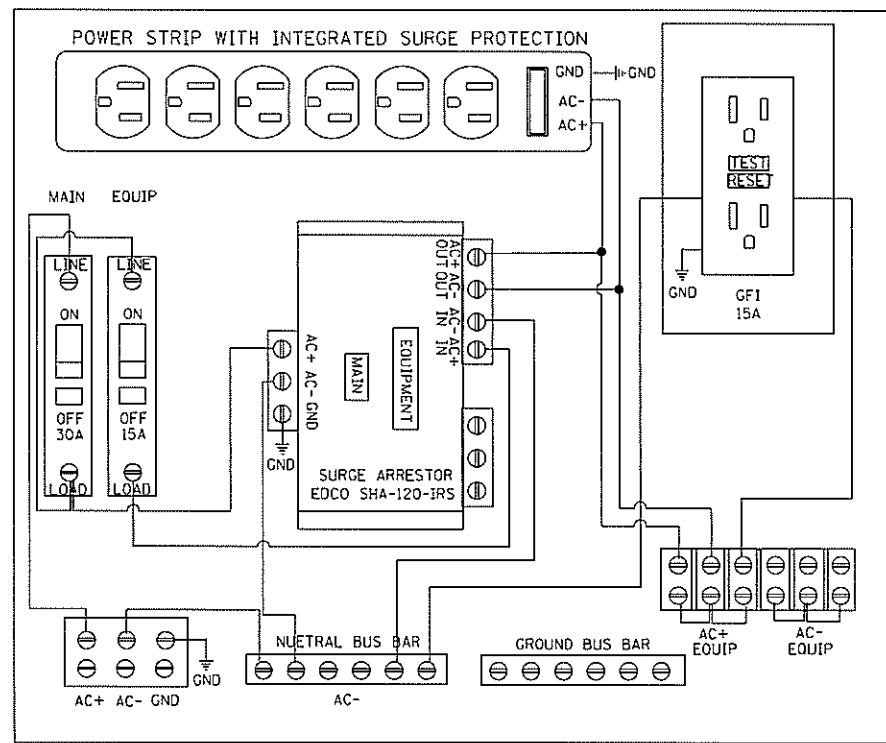 POWER STRIP WITH INTEGRATED SURGE PROTECTION
GND
GND
AC-
AC+
MAIN EQUIP
LINE LINE
ON ON
OFF OFF
30A 15A
LOAD LOAD
AC+ AC- GND
GND
MAIN
EQUIPMENT
AC+ AC- AC- AC+
OUT OUT IN IN
SURGE ARRESTOR
EDCO SHA-120-IRS
TEST
RESET
GND
GFI
15A
AC+
EQUIP
AC-
EQUIP
GND
AC+ AC- GND
NUETRAL BUS BAR
AC-
GROUND BUS BAR